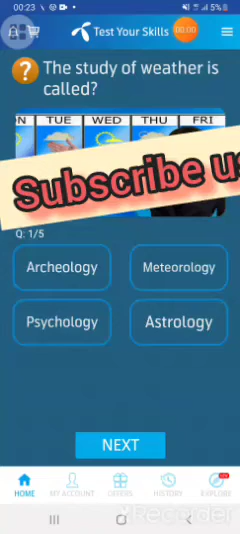 00:23
5%
Test Your Skills
00:00
The study of weather is
called?
TUE WED THU FRI
Subscribe us
Q: 1/5
Archeology
Meteorology
Psychology
Astrology
NEXT
HOME
MY ACCOUNT
OFFERS
HISTORY
EXPLORE
Recorder